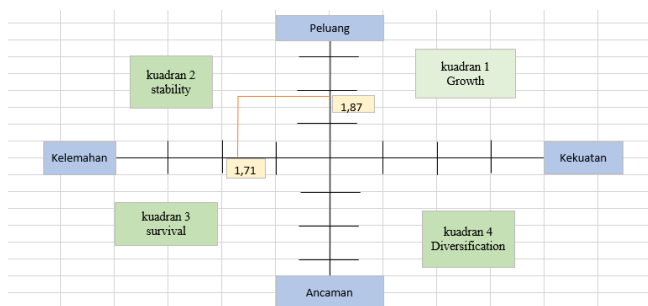 Peluang
kuadran 2
stability
kuadran 1
Growth
1,87
Kelemahan
1,71
Kekuatan
kuadran 3
survival
kuadran 4
Diversification
Ancaman